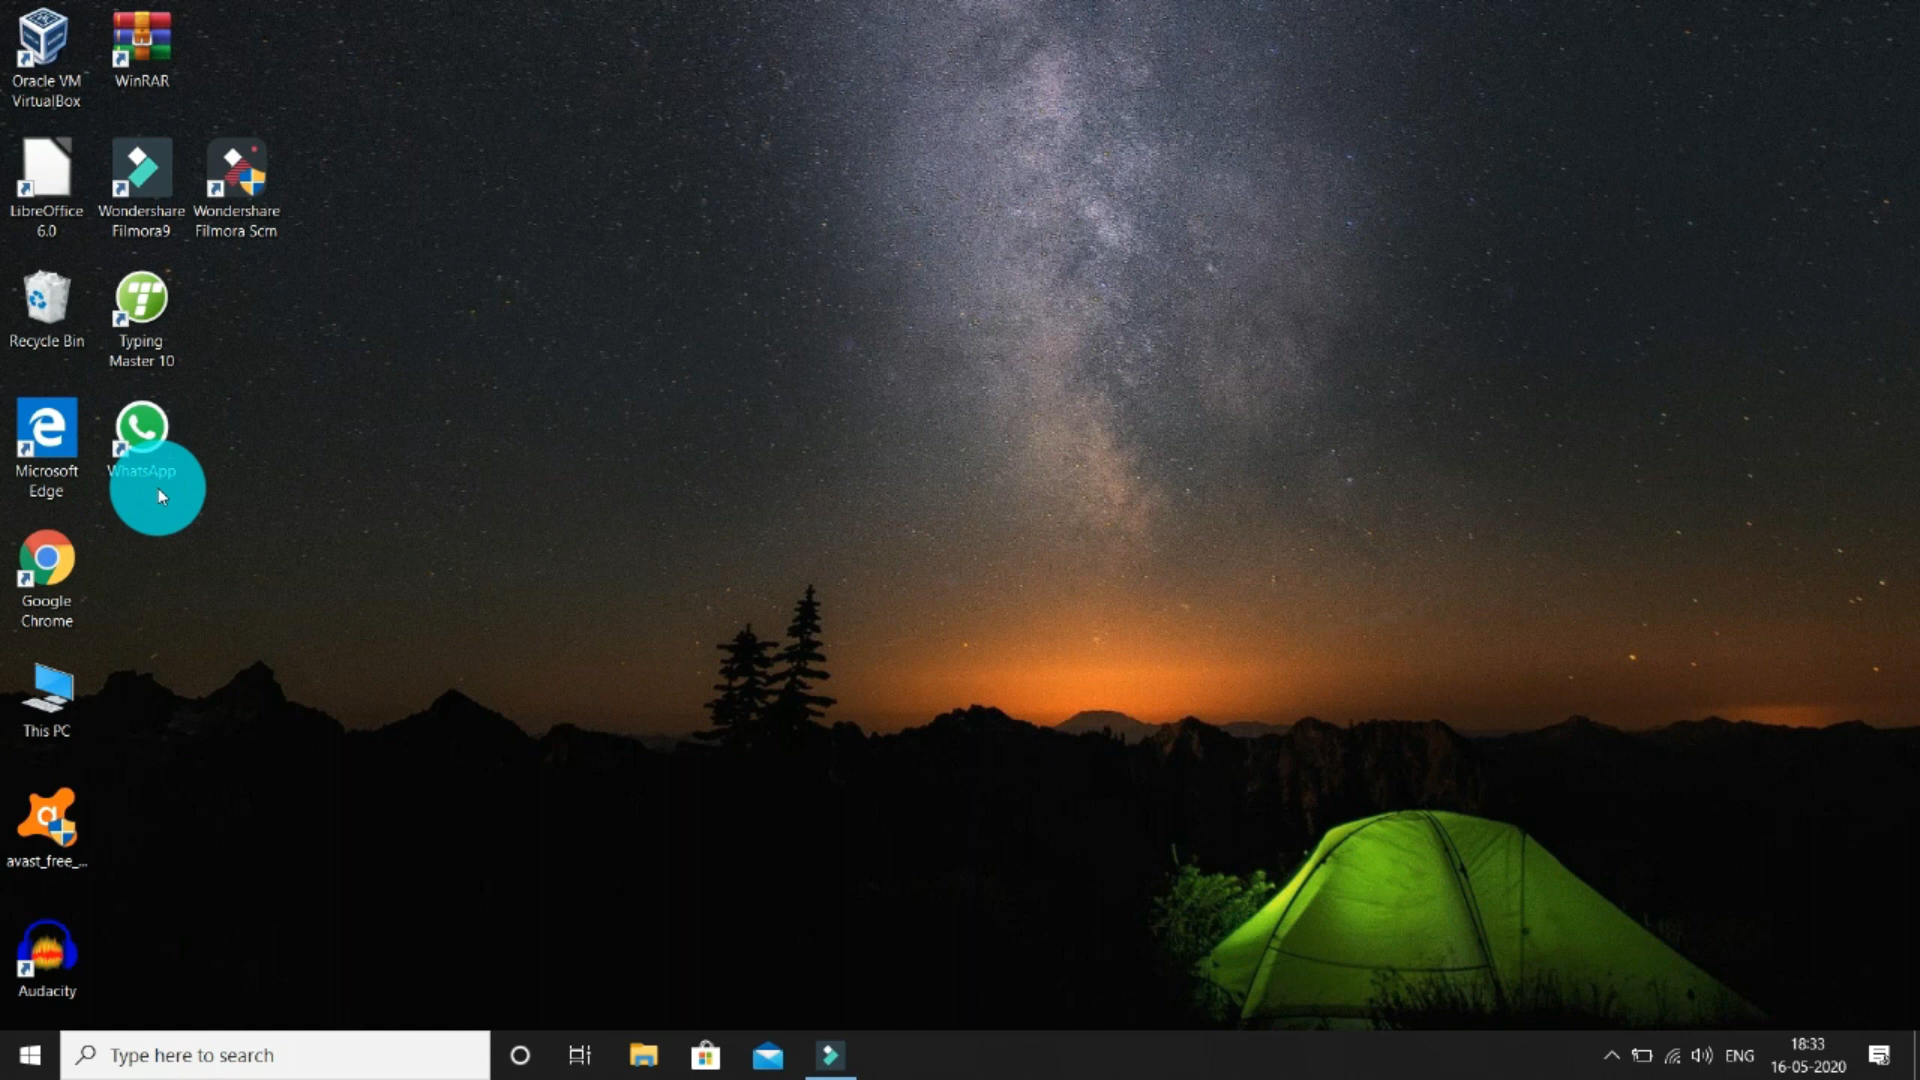 Oracle VM
VirtualBox
WinRAR
LibreOffice
6.0
Wondershare
Filmora9
Wondershare
Filmora Scrn
Recycle Bin
Typing
Master 10
Microsoft
Edge
WhatsApp
Google
Chrome
This PC
avast_free_...
Audacity
Type here to search
ENG
18:33
16-05-2020